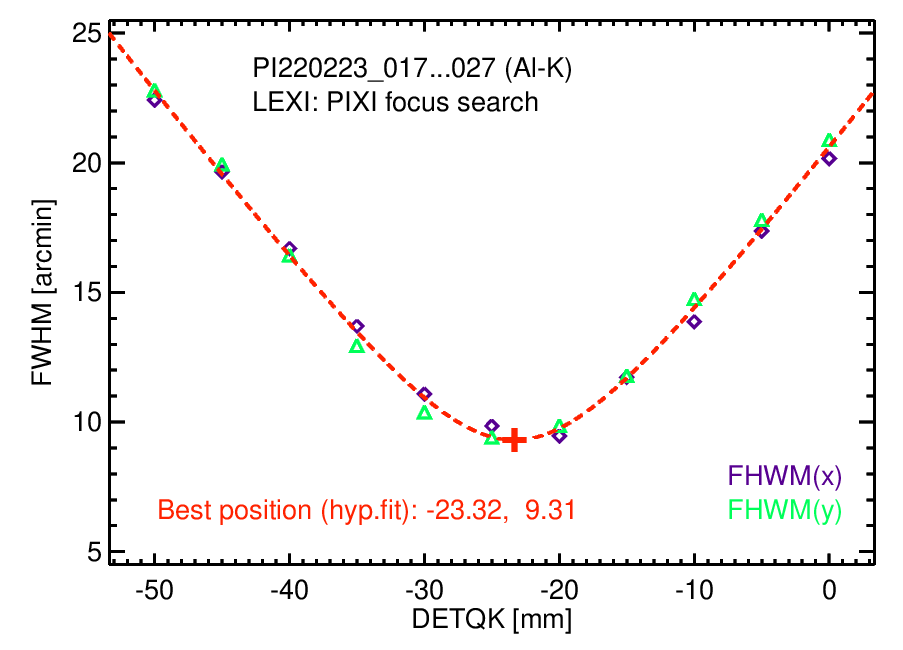 25
20
15
10
5
FWHM [arcmin]
PI220223_017...027 (Al-K)
LEXI: PIXI focus search
FHWM(x)
FHWM(y)
Best position (hyp.fit): -23.32, 9.31
-50 -40 -30 -20 -10 0
DETQK [mm]